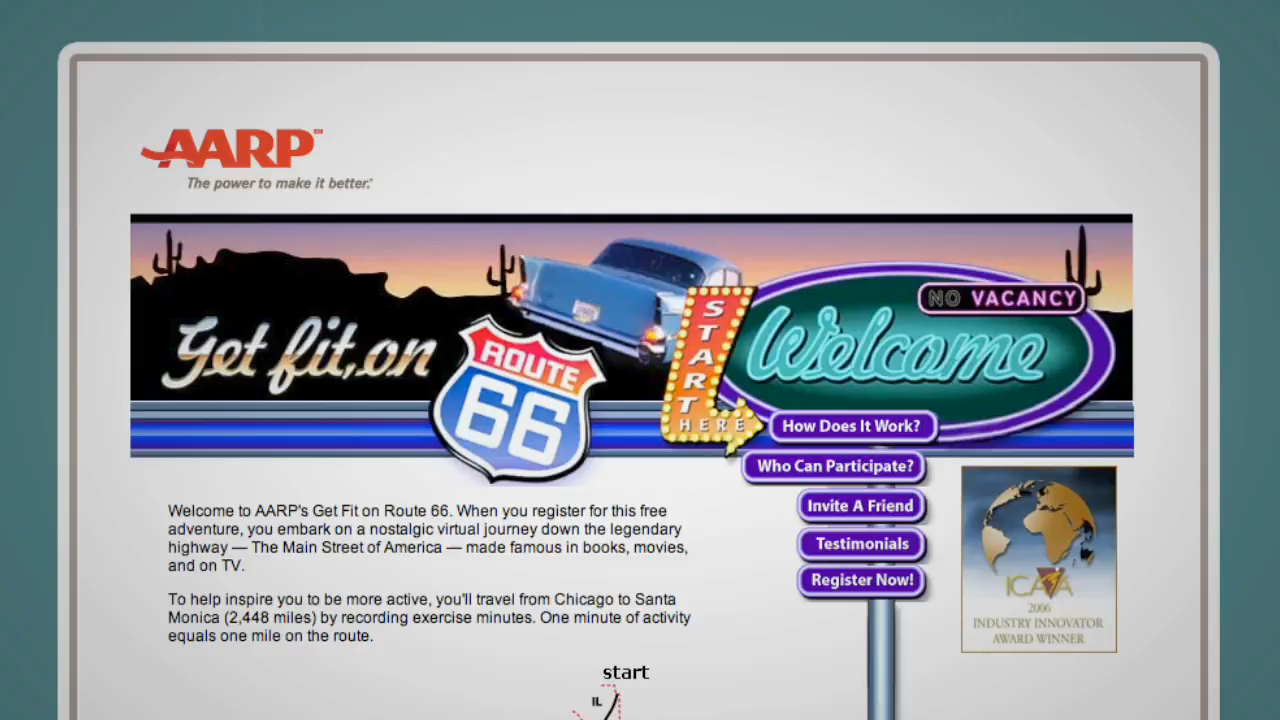 AARP™
The power to make it better.
Get fit on
ROUTE
66
START
HERE
NO VACANCY
Welcome
How Does It Work?
Who Can Participate?
Invite A Friend
Testimonials
Register Now!
Welcome to AARP's Get Fit on Route 66. When you register for this free
adventure, you embark on a nostalgic virtual journey down the legendary
highway — The Main Street of America — made famous in books, movies,
and on TV.
To help inspire you to be more active, you'll travel from Chicago to Santa
Monica (2,448 miles) by recording exercise minutes. One minute of activity
equals one mile on the route.
start
IL
ICAA
2006
INDUSTRY INNOVATOR
AWARD WINNER